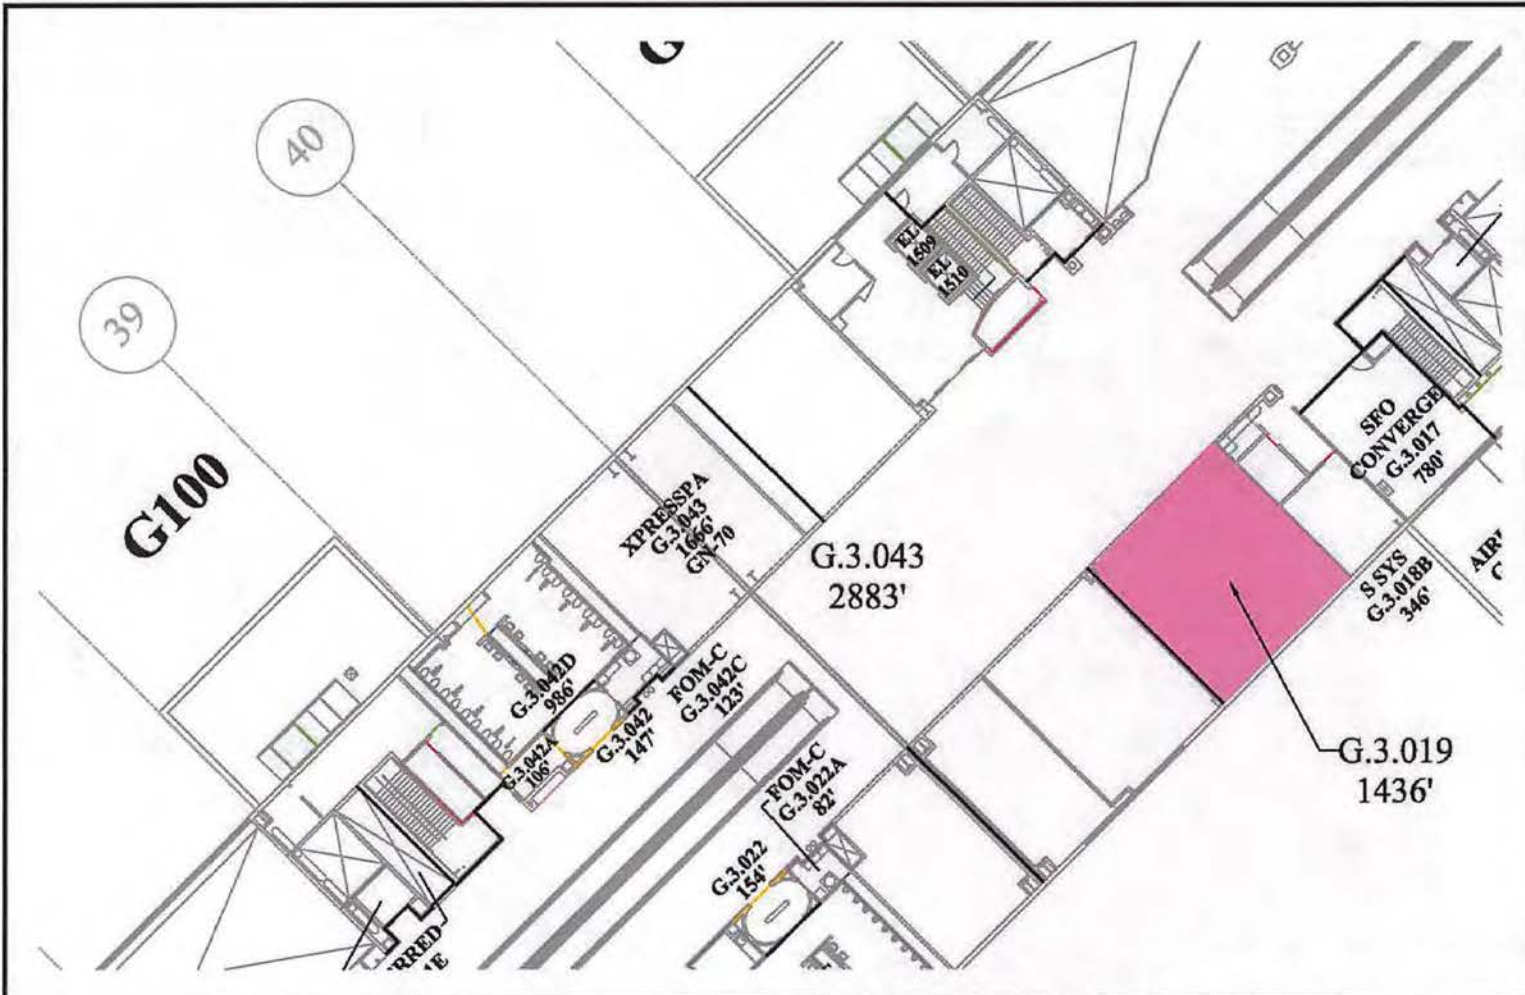 40
39
G100
EL
1509
EL
1510
SFO
CONVERGE
G.3.017
780'
XPRESSPA
G.3.043
1666'
GN-70
G.3.043
2883'
S SYS
G.3.018B
346'
G.3.042D
986'
FOM-C
G.3.042C
123'
G.3.042
147'
G.3.042A
106'
FOM-C
G.3.022A
82'
G.3.019
1436'
G.3.022
154'